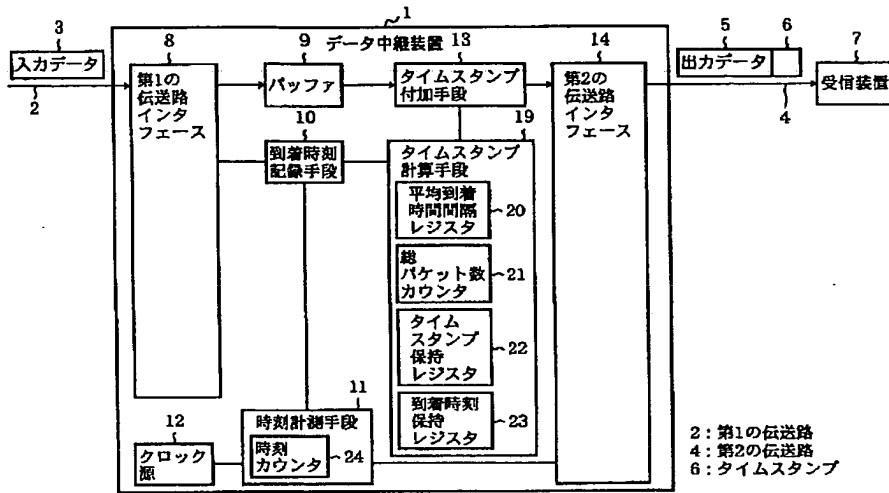 1
データ中継装置
3
入力データ
2
8
第1の
伝送路
インタ
フェース
9
バッファ
13
タイムスタンプ
付加手段
14
第2の
伝送路
インタ
フェース
5
6
出力データ
4
7
受信装置
10
到着時刻
記録手段
19
タイムスタンプ
計算手段
平均到着
時間間隔
レジスタ
20
総
パケット数
カウンタ
21
タイム
スタンプ
保持
レジスタ
22
到着時刻
保持
レジスタ
23
12
クロック
源
11
時刻計測手段
時刻
カウンタ
24
2:第1の伝送路
4:第2の伝送路
6:タイムスタンプ